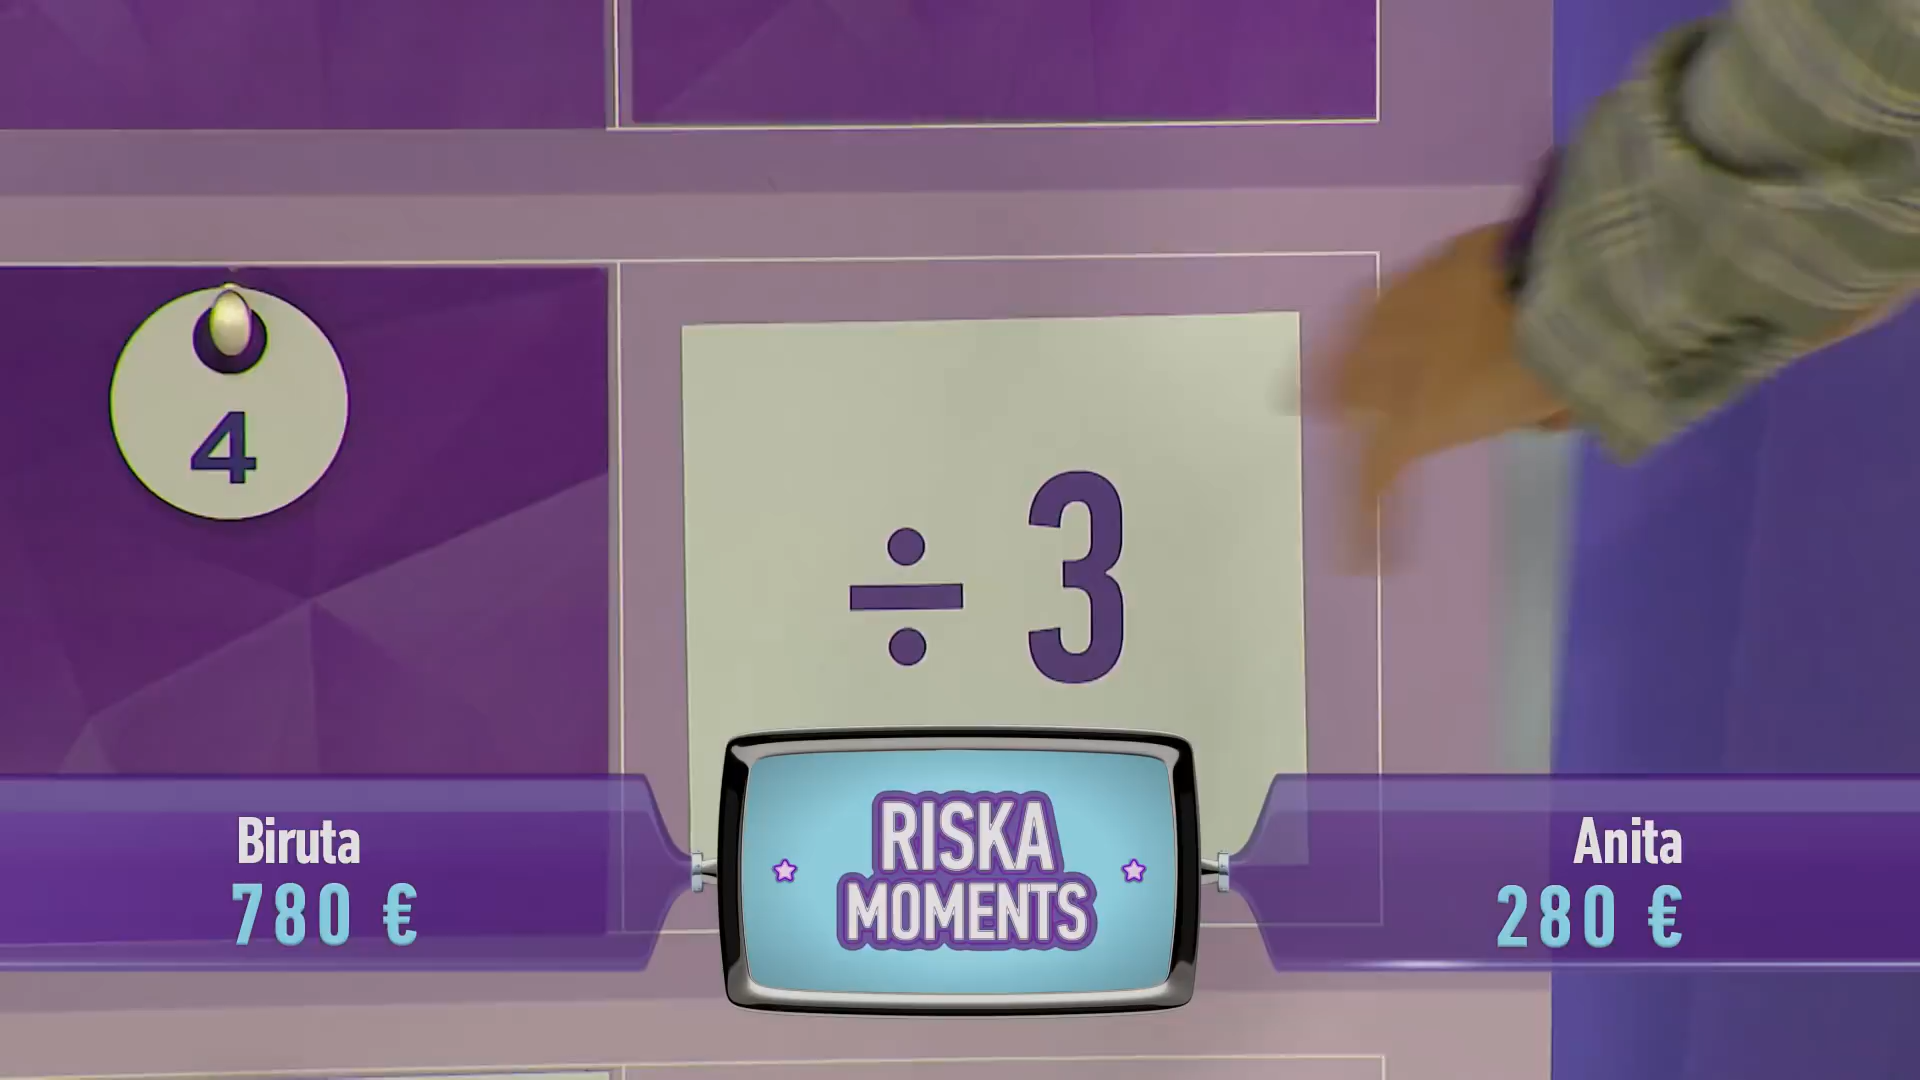 4
÷ 3
Biruta
780 €
RISKA
MOMENTS
Anita
280 €